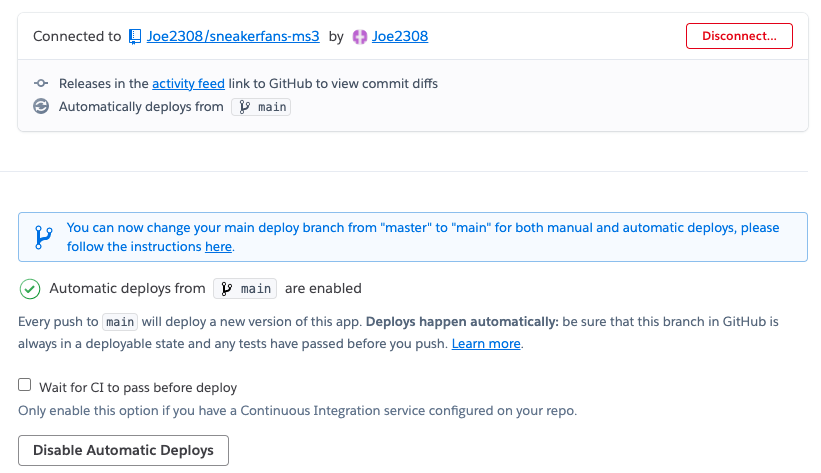 Connected to Joe2308/sneakerfans-ms3 by Joe2308
Disconnect...
Releases in the activity feed link to GitHub to view commit diffs
Automatically deploys from main
You can now change your main deploy branch from "master" to "main" for both manual and automatic deploys, please
follow the instructions here.
Automatic deploys from main are enabled
Every push to main will deploy a new version of this app. Deploys happen automatically: be sure that this branch in GitHub is
always in a deployable state and any tests have passed before you push. Learn more.
Wait for CI to pass before deploy
Only enable this option if you have a Continuous Integration service configured on your repo.
Disable Automatic Deploys